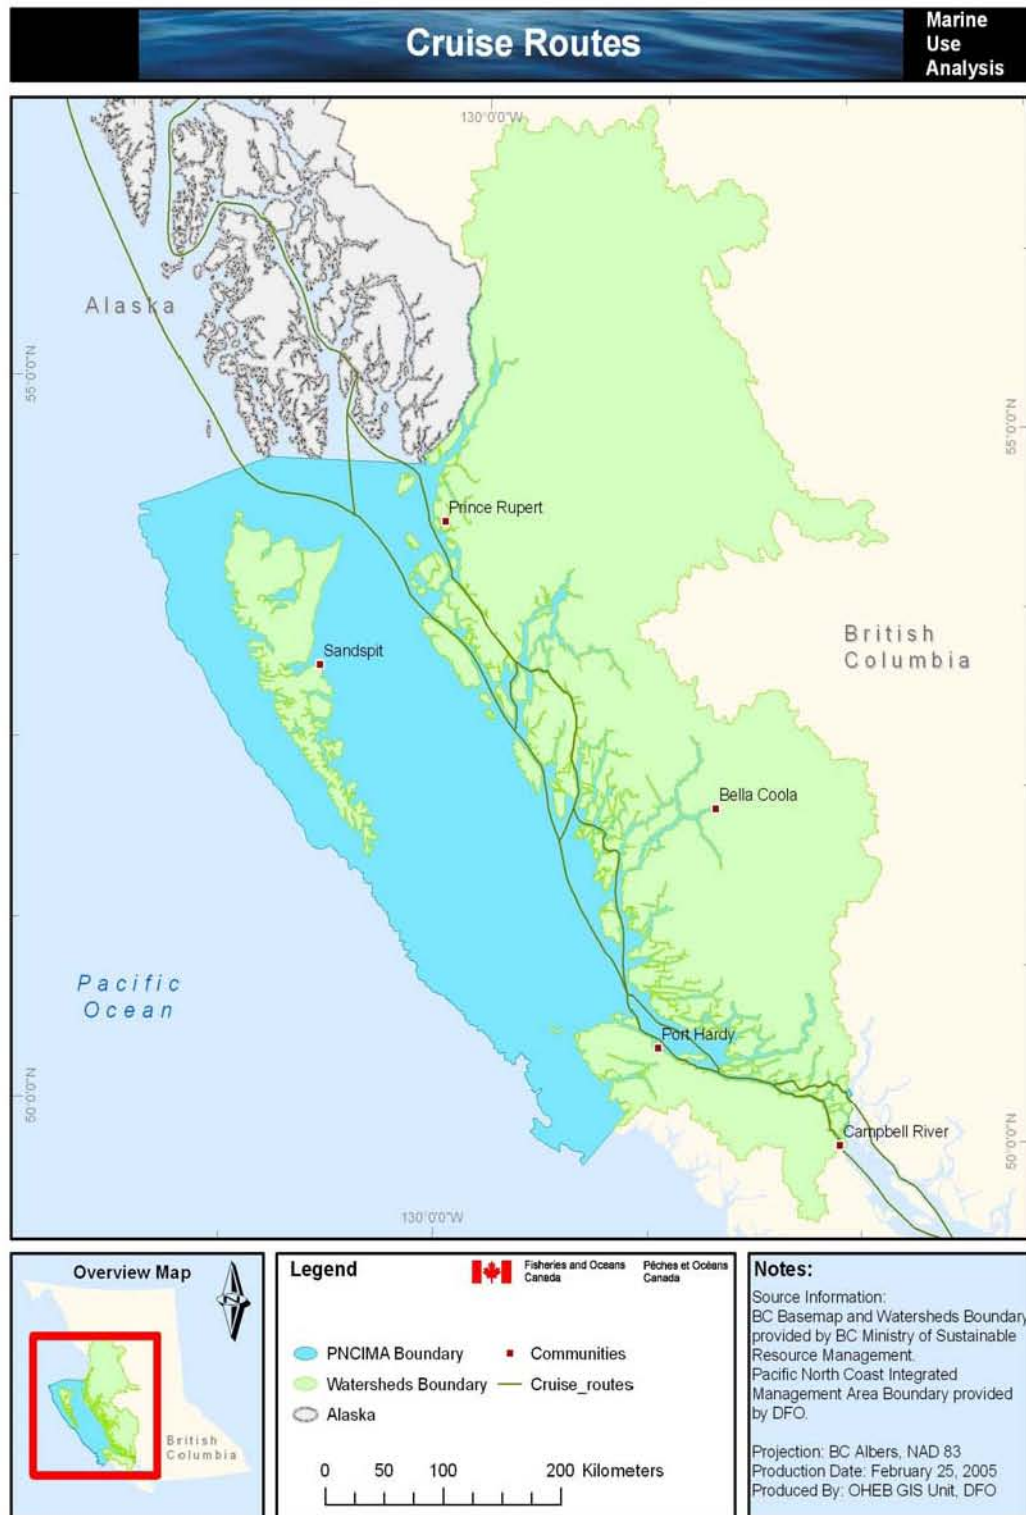 Cruise Routes
Marine
Use
Analysis
130°0'0"W
Alaska
55°0'0"N
55°0'0"N
Prince Rupert
British
Columbia
Sandspit
Bella Coola
Pacific
Ocean
Port Hardy
50°0'0"N
50°0'0"N
Campbell River
130°0'0"W
Overview Map
N
British
Columbia
Legend
Fisheries and Oceans
Canada
Pêches et Océans
Canada
PNCIMA Boundary
Communities
Watersheds Boundary
Cruise_routes
Alaska
0 50 100 200 Kilometers
Notes:
Source Information:
BC Basemap and Watersheds Boundary
provided by BC Ministry of Sustainable
Resource Management.
Pacific North Coast Integrated
Management Area Boundary provided
by DFO.
Projection: BC Albers, NAD 83
Production Date: February 25, 2005
Produced By: OHEB GIS Unit, DFO